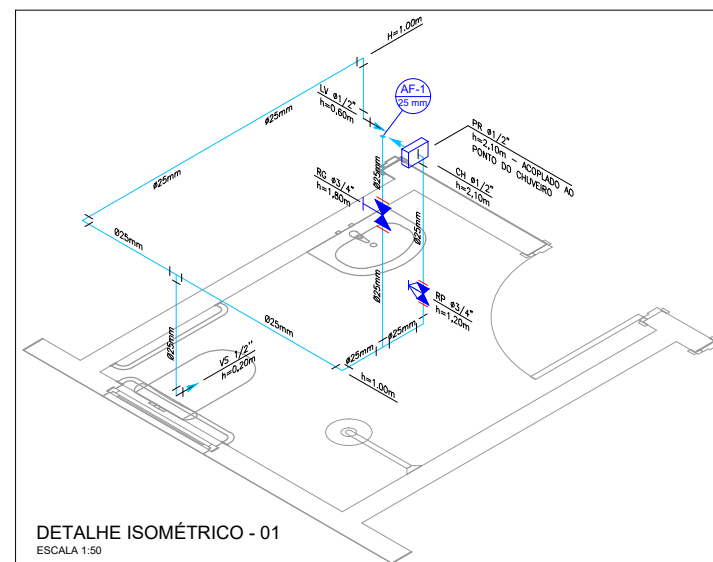 H=1.00m
LV ø1/2"
h=0.60m
AF-1
25 mm
PR ø1/2"
h=2.10m - ACOPLADO AO
PONTO DO CHUVEIRO
CH ø1/2"
h=2.10m
RG ø3/4"
h=1.80m
Ø25mm
Ø25mm
Ø25mm
Ø25mm
Ø25mm
Ø25mm
RP ø3/4"
h=1.20m
Ø25mm
Ø25mm
VS 1/2"
h=0.20m
ø25mm
ø25mm
h=1.00m
DETALHE ISOMÉTRICO - 01
ESCALA 1:50